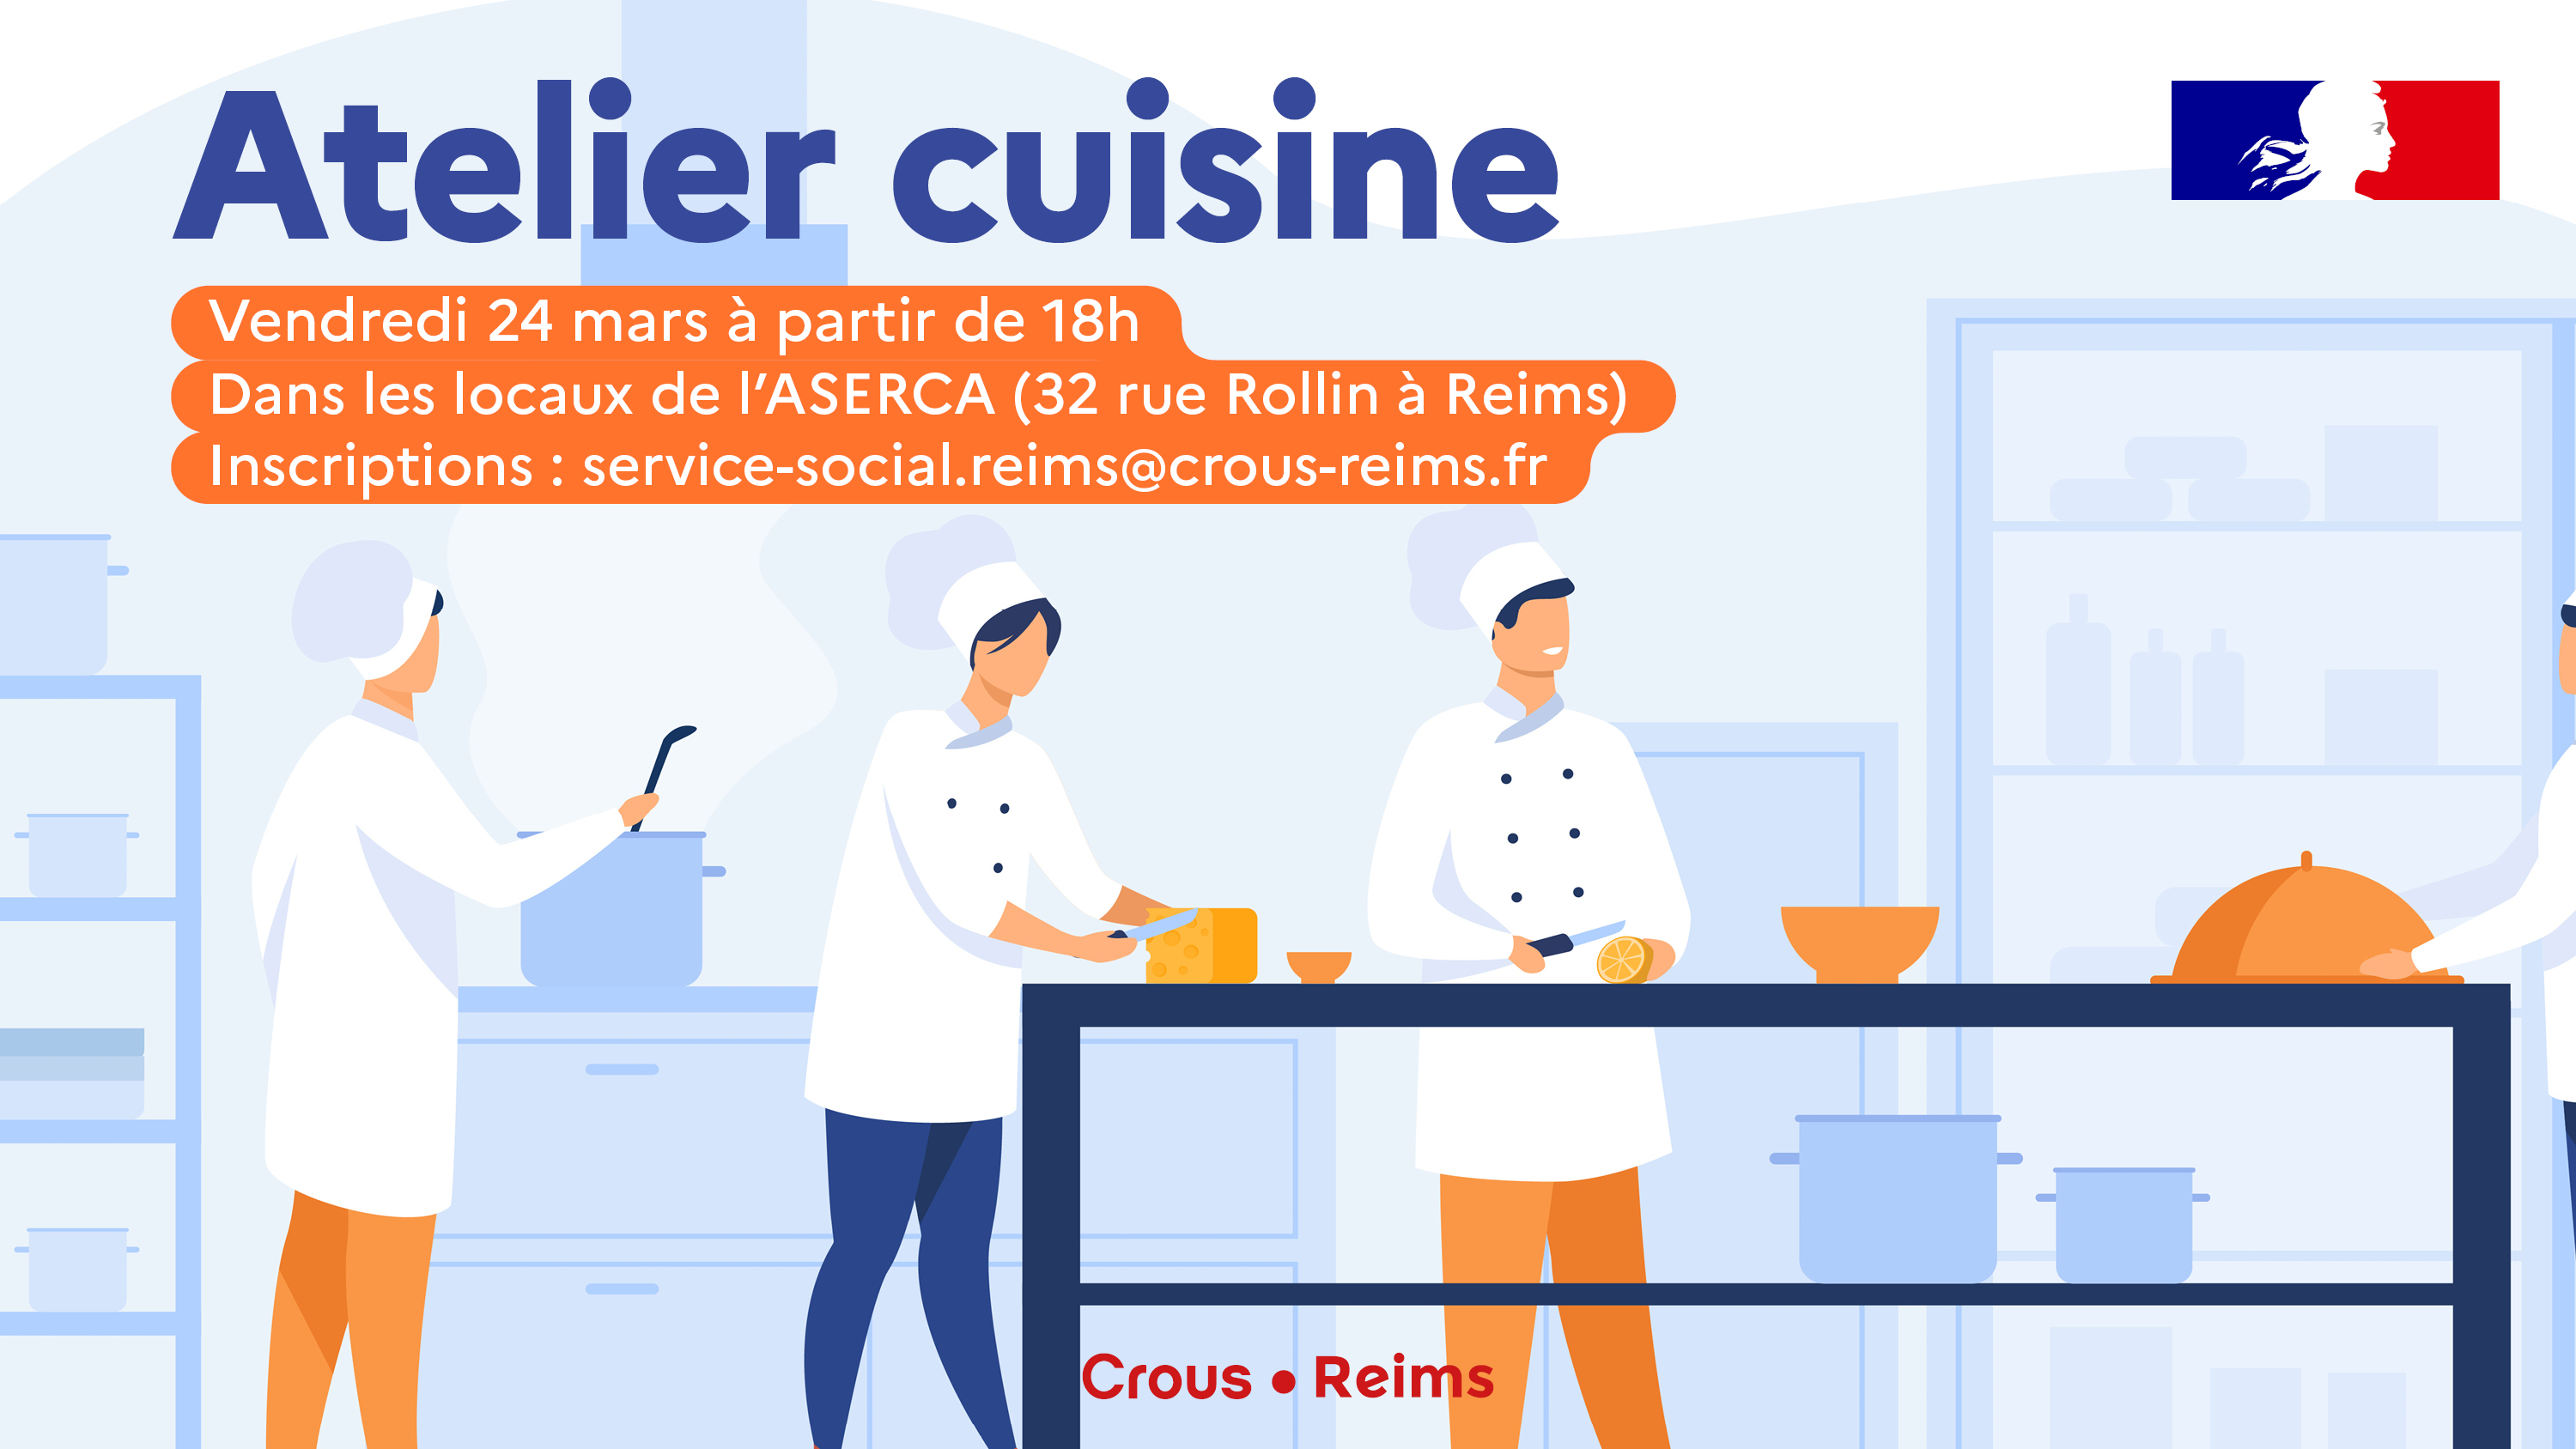 Atelier cuisine
Vendredi 24 mars à partir de 18h
Dans les locaux de l’ASERCA (32 rue Rollin à Reims)
Inscriptions : service-social.reims@crous-reims.fr
Crous • Reims